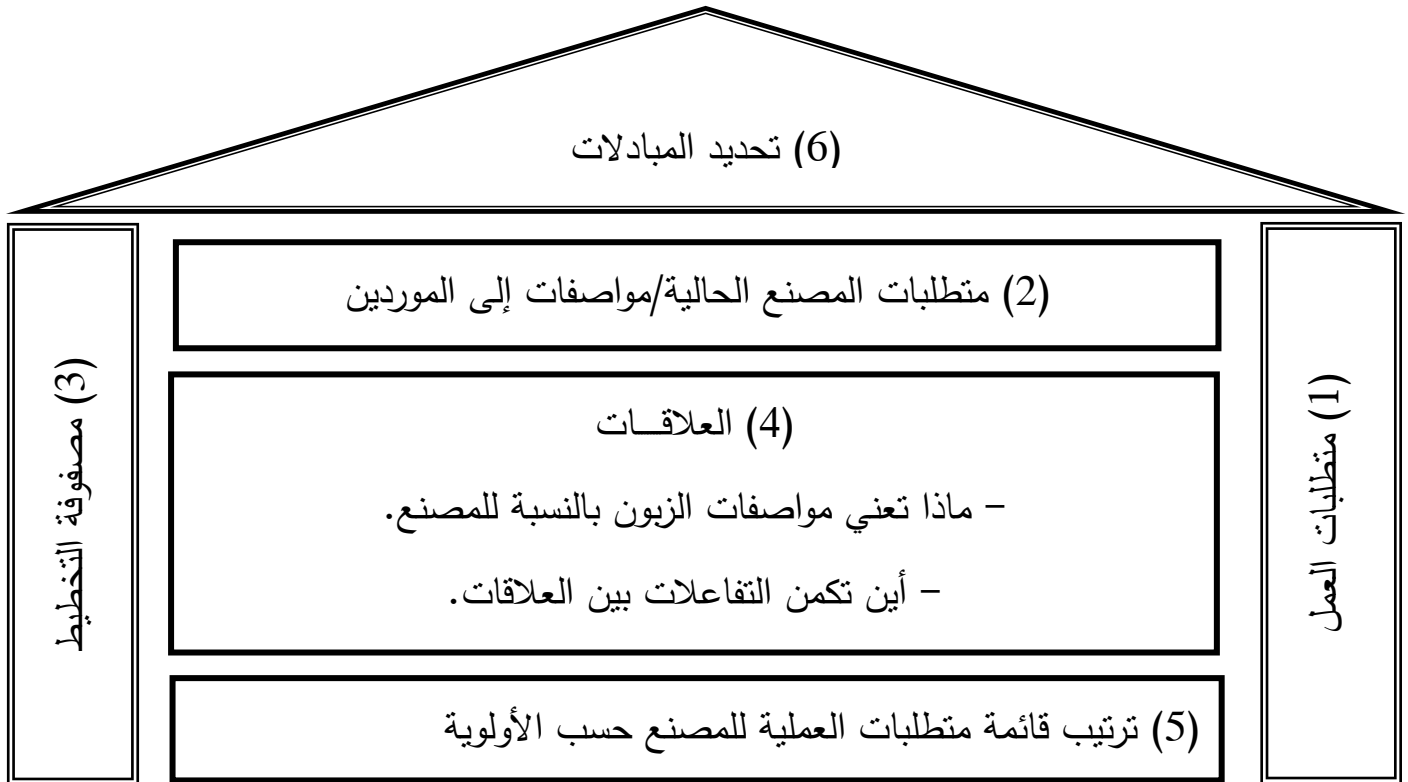 (6) تحديد المبادلات
(1) متطلبات العمل
(2) متطلبات المصنع الحالية/مواصفات إلى الموردين
(4) العلاقـــات
- ماذا تعني مواصفات الزبون بالنسبة للمصنع.
- أين تكمن التفاعلات بين العلاقات.
(5) ترتيب قائمة متطلبات العملية للمصنع حسب الأولوية
(3) مصفوفة التخطيط